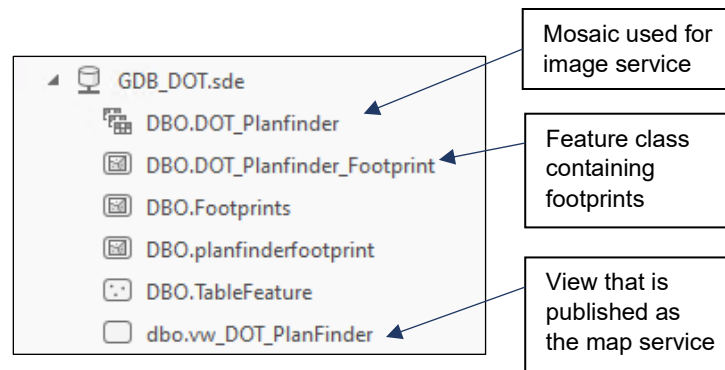 GDB_DOT.sde
DBO.DOT_Planfinder
DBO.DOT_Planfinder_Footprint
DBO.Footprints
DBO.planfinderfootprint
DBO.TableFeature
dbo.vw_DOT_PlanFinder
Mosaic used for
image service
Feature class
containing
footprints
View that is
published as
the map service